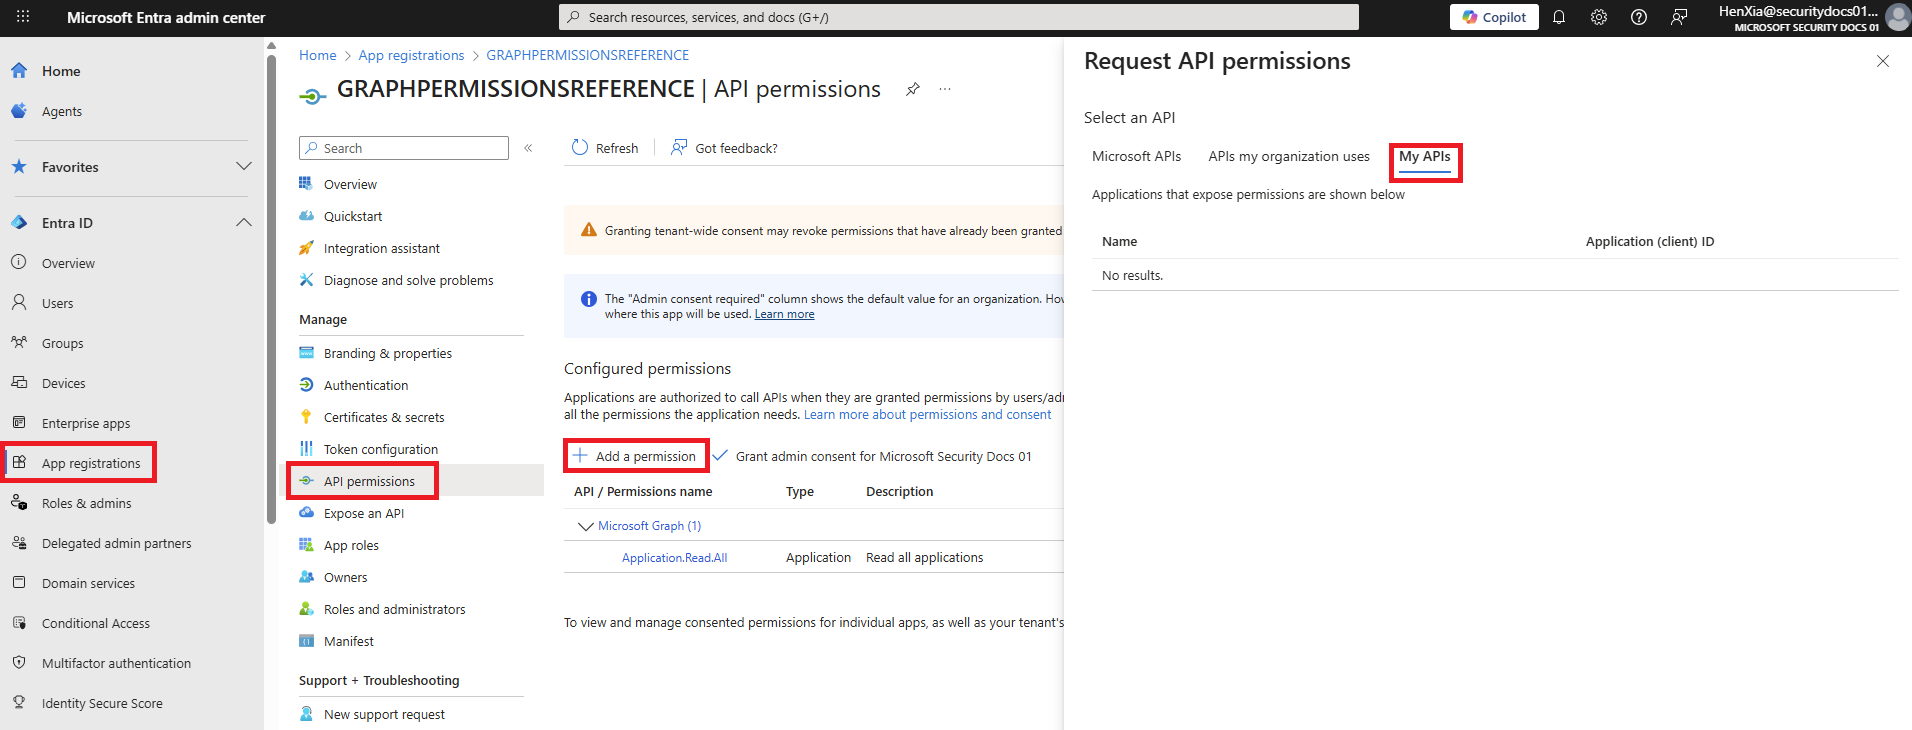 Microsoft Entra admin center
Search resources, services, and docs (G+/)
Copilot
HenXia@securitydocs01...
MICROSOFT SECURITY DOCS 01
Home
Agents
Favorites
Entra ID
Overview
Users
Groups
Devices
Enterprise apps
App registrations
Roles & admins
Delegated admin partners
Domain services
Conditional Access
Multifactor authentication
Identity Secure Score
Home > App registrations > GRAPHPERMISSIONSREFERENCE
GRAPHPERMISSIONSREFERENCE | API permissions
Search
Overview
Quickstart
Integration assistant
Diagnose and solve problems
Manage
Branding & properties
Authentication
Certificates & secrets
Token configuration
API permissions
Expose an API
App roles
Owners
Roles and administrators
Manifest
Support + Troubleshooting
New support request
Refresh
Got feedback?
Granting tenant-wide consent may revoke permissions that have already been granted
The "Admin consent required" column shows the default value for an organization. How
where this app will be used. Learn more
Configured permissions
Applications are authorized to call APIs when they are granted permissions by users/adm
all the permissions the application needs. Learn more about permissions and consent
Add a permission
Grant admin consent for Microsoft Security Docs 01
API / Permissions name Type Description
Microsoft Graph (1)
Application.Read.All Application Read all applications
To view and manage consented permissions for individual apps, as well as your tenant's
Request API permissions
Select an API
Microsoft APIs APIs my organization uses My APIs
Applications that expose permissions are shown below
Name Application (client) ID
No results.